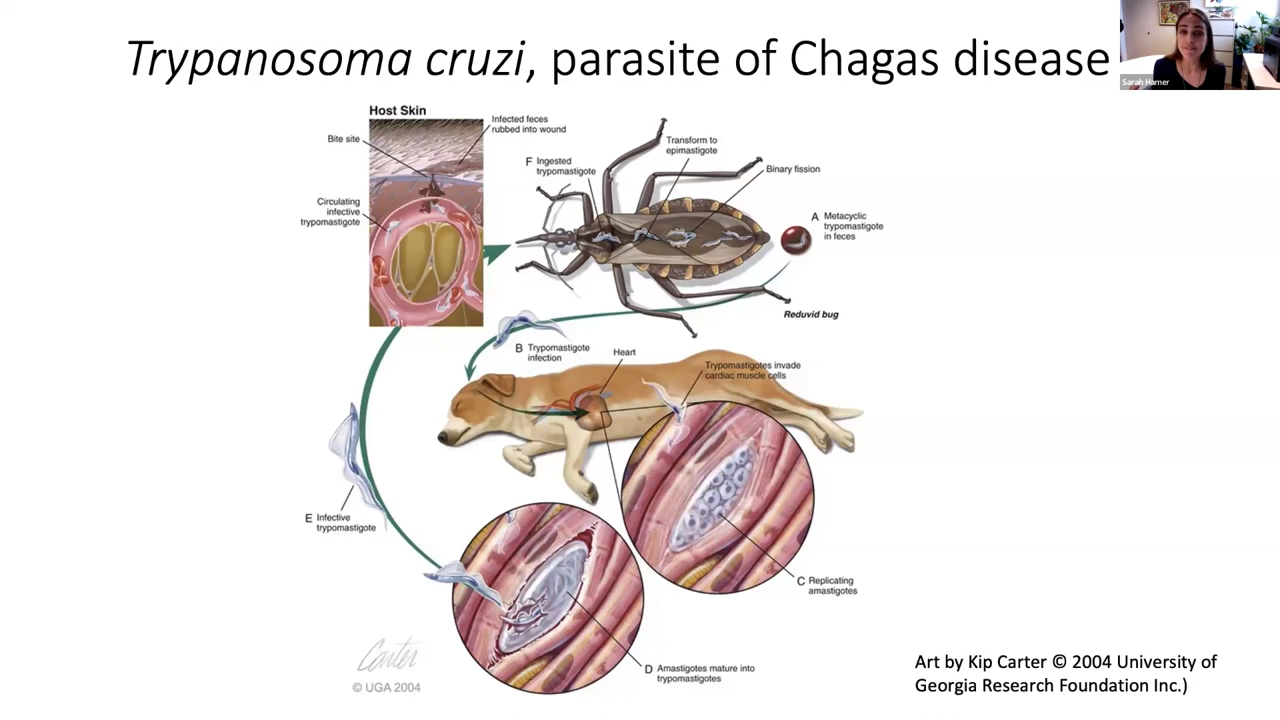 Trypanosoma cruzi, parasite of Chagas disease
Sarah Hamer
Host Skin
Infected feces
rubbed into wound
Bite site
Circulating
infective
trypomastigote
F Ingested
trypomastigote
Transform to
epimastigote
Binary fission
A Metacyclic
trypomastigote
in feces
Reduvid bug
B Trypomastigote
infection
Heart
Trypomastigotes invade
cardiac muscle cells
E Infective
trypomastigote
C Replicating
amastigotes
D Amastigotes mature into
trypomastigotes
Carter
© UGA 2004
Art by Kip Carter © 2004 University of
Georgia Research Foundation Inc.)